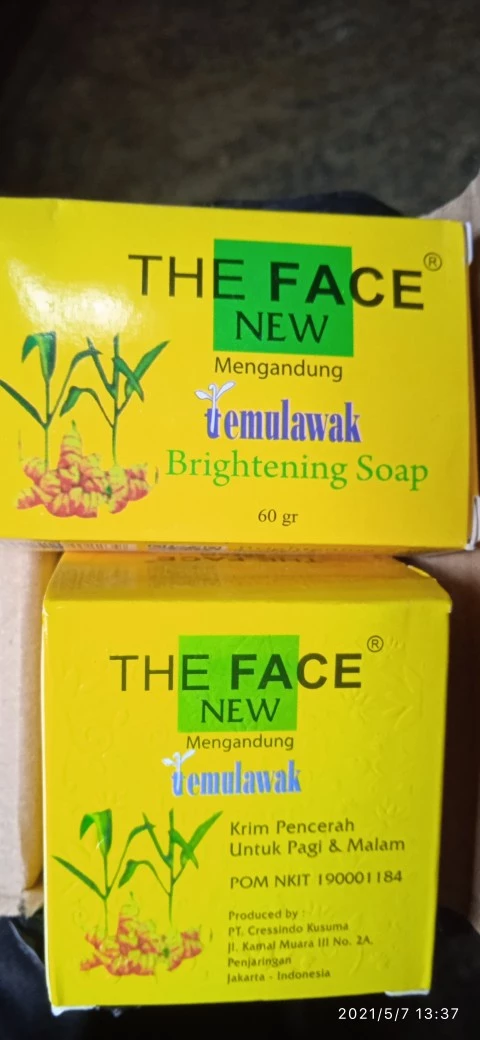 THE FACE®
NEW
Mengandung
temulawak
Brightening Soap
60 gr
THE FACE®
NEW
Mengandung
temulawak
Krim Pencerah
Untuk Pagi & Malam
POM NKIT 190001184
Produced by :
PT. Cressindo Kusuma
Jl. Kamal Muara III No. 2A,
Penjaringan
Jakarta - Indonesia
2021/5/7 13:37